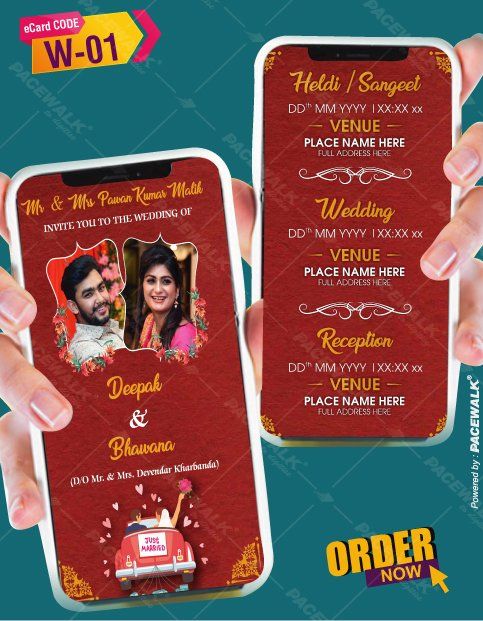 eCard CODE
W-01
Mr & Mrs Pawan Kumar Malik
INVITE YOU TO THE WEDDING OF
Deepak
&
Bhawana
(D/O Mr. & Mrs. Devendar Kharbanda)
JUST
MARRIED
Heldi / Sangeet
DDth MM YYYY I XX:XX xx
VENUE
PLACE NAME HERE
FULL ADDRESS HERE
Wedding
DDth MM YYYY I XX:XX xx
VENUE
PLACE NAME HERE
FULL ADDRESS HERE
Reception
DDth MM YYYY I XX:XX xx
VENUE
PLACE NAME HERE
FULL ADDRESS HERE
Powered by : PACEWALK®
ORDER
NOW
PACEWALK